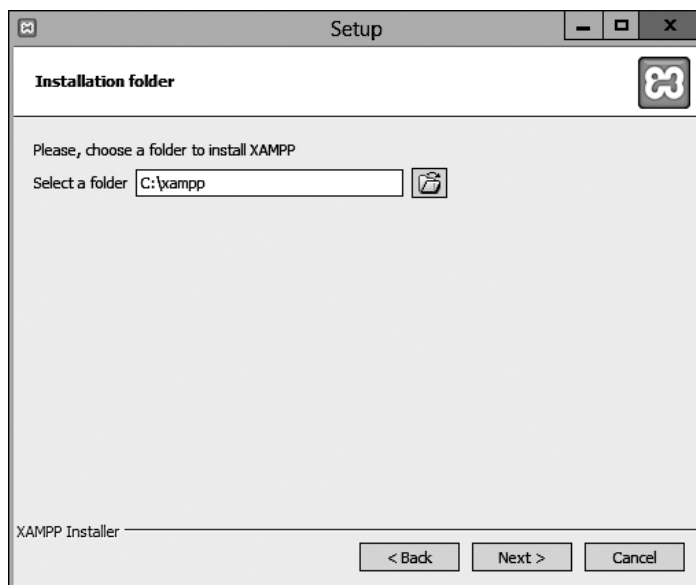 Setup
Installation folder
Please, choose a folder to install XAMPP
Select a folder C:\xampp
XAMPP Installer
< Back Next > Cancel